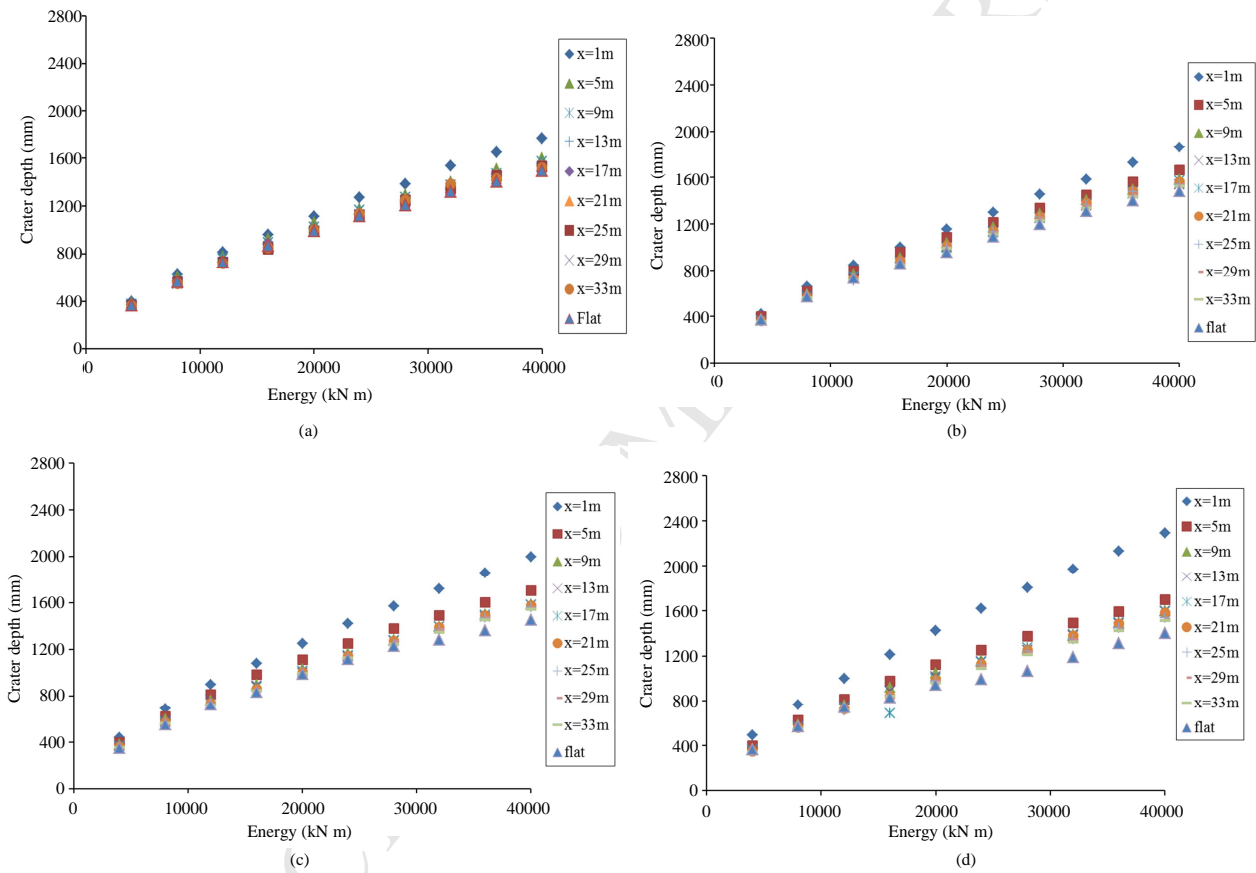 2800
2400
2000
1600
1200
800
400
0
0
10000
20000
30000
40000
Crater depth (mm)
Energy (kN m)
x=1m
x=5m
x=9m
x=13m
x=17m
x=21m
x=25m
x=29m
x=33m
Flat
(a)
2800
2400
2000
1600
1200
800
400
0
0
10000
20000
30000
40000
Crater depth (mm)
Energy (kN m)
x=1m
x=5m
x=9m
x=13m
x=17m
x=21m
x=25m
x=29m
x=33m
flat
(b)
2800
2400
2000
1600
1200
800
400
0
0
10000
20000
30000
40000
Crater depth (mm)
Energy (kN m)
x=1m
x=5m
x=9m
x=13m
x=17m
x=21m
x=25m
x=29m
x=33m
flat
(c)
2800
2400
2000
1600
1200
800
400
0
0
10000
20000
30000
40000
Crater depth (mm)
Energy (kN m)
x=1m
x=5m
x=9m
x=13m
x=17m
x=21m
x=25m
x=29m
x=33m
flat
(d)